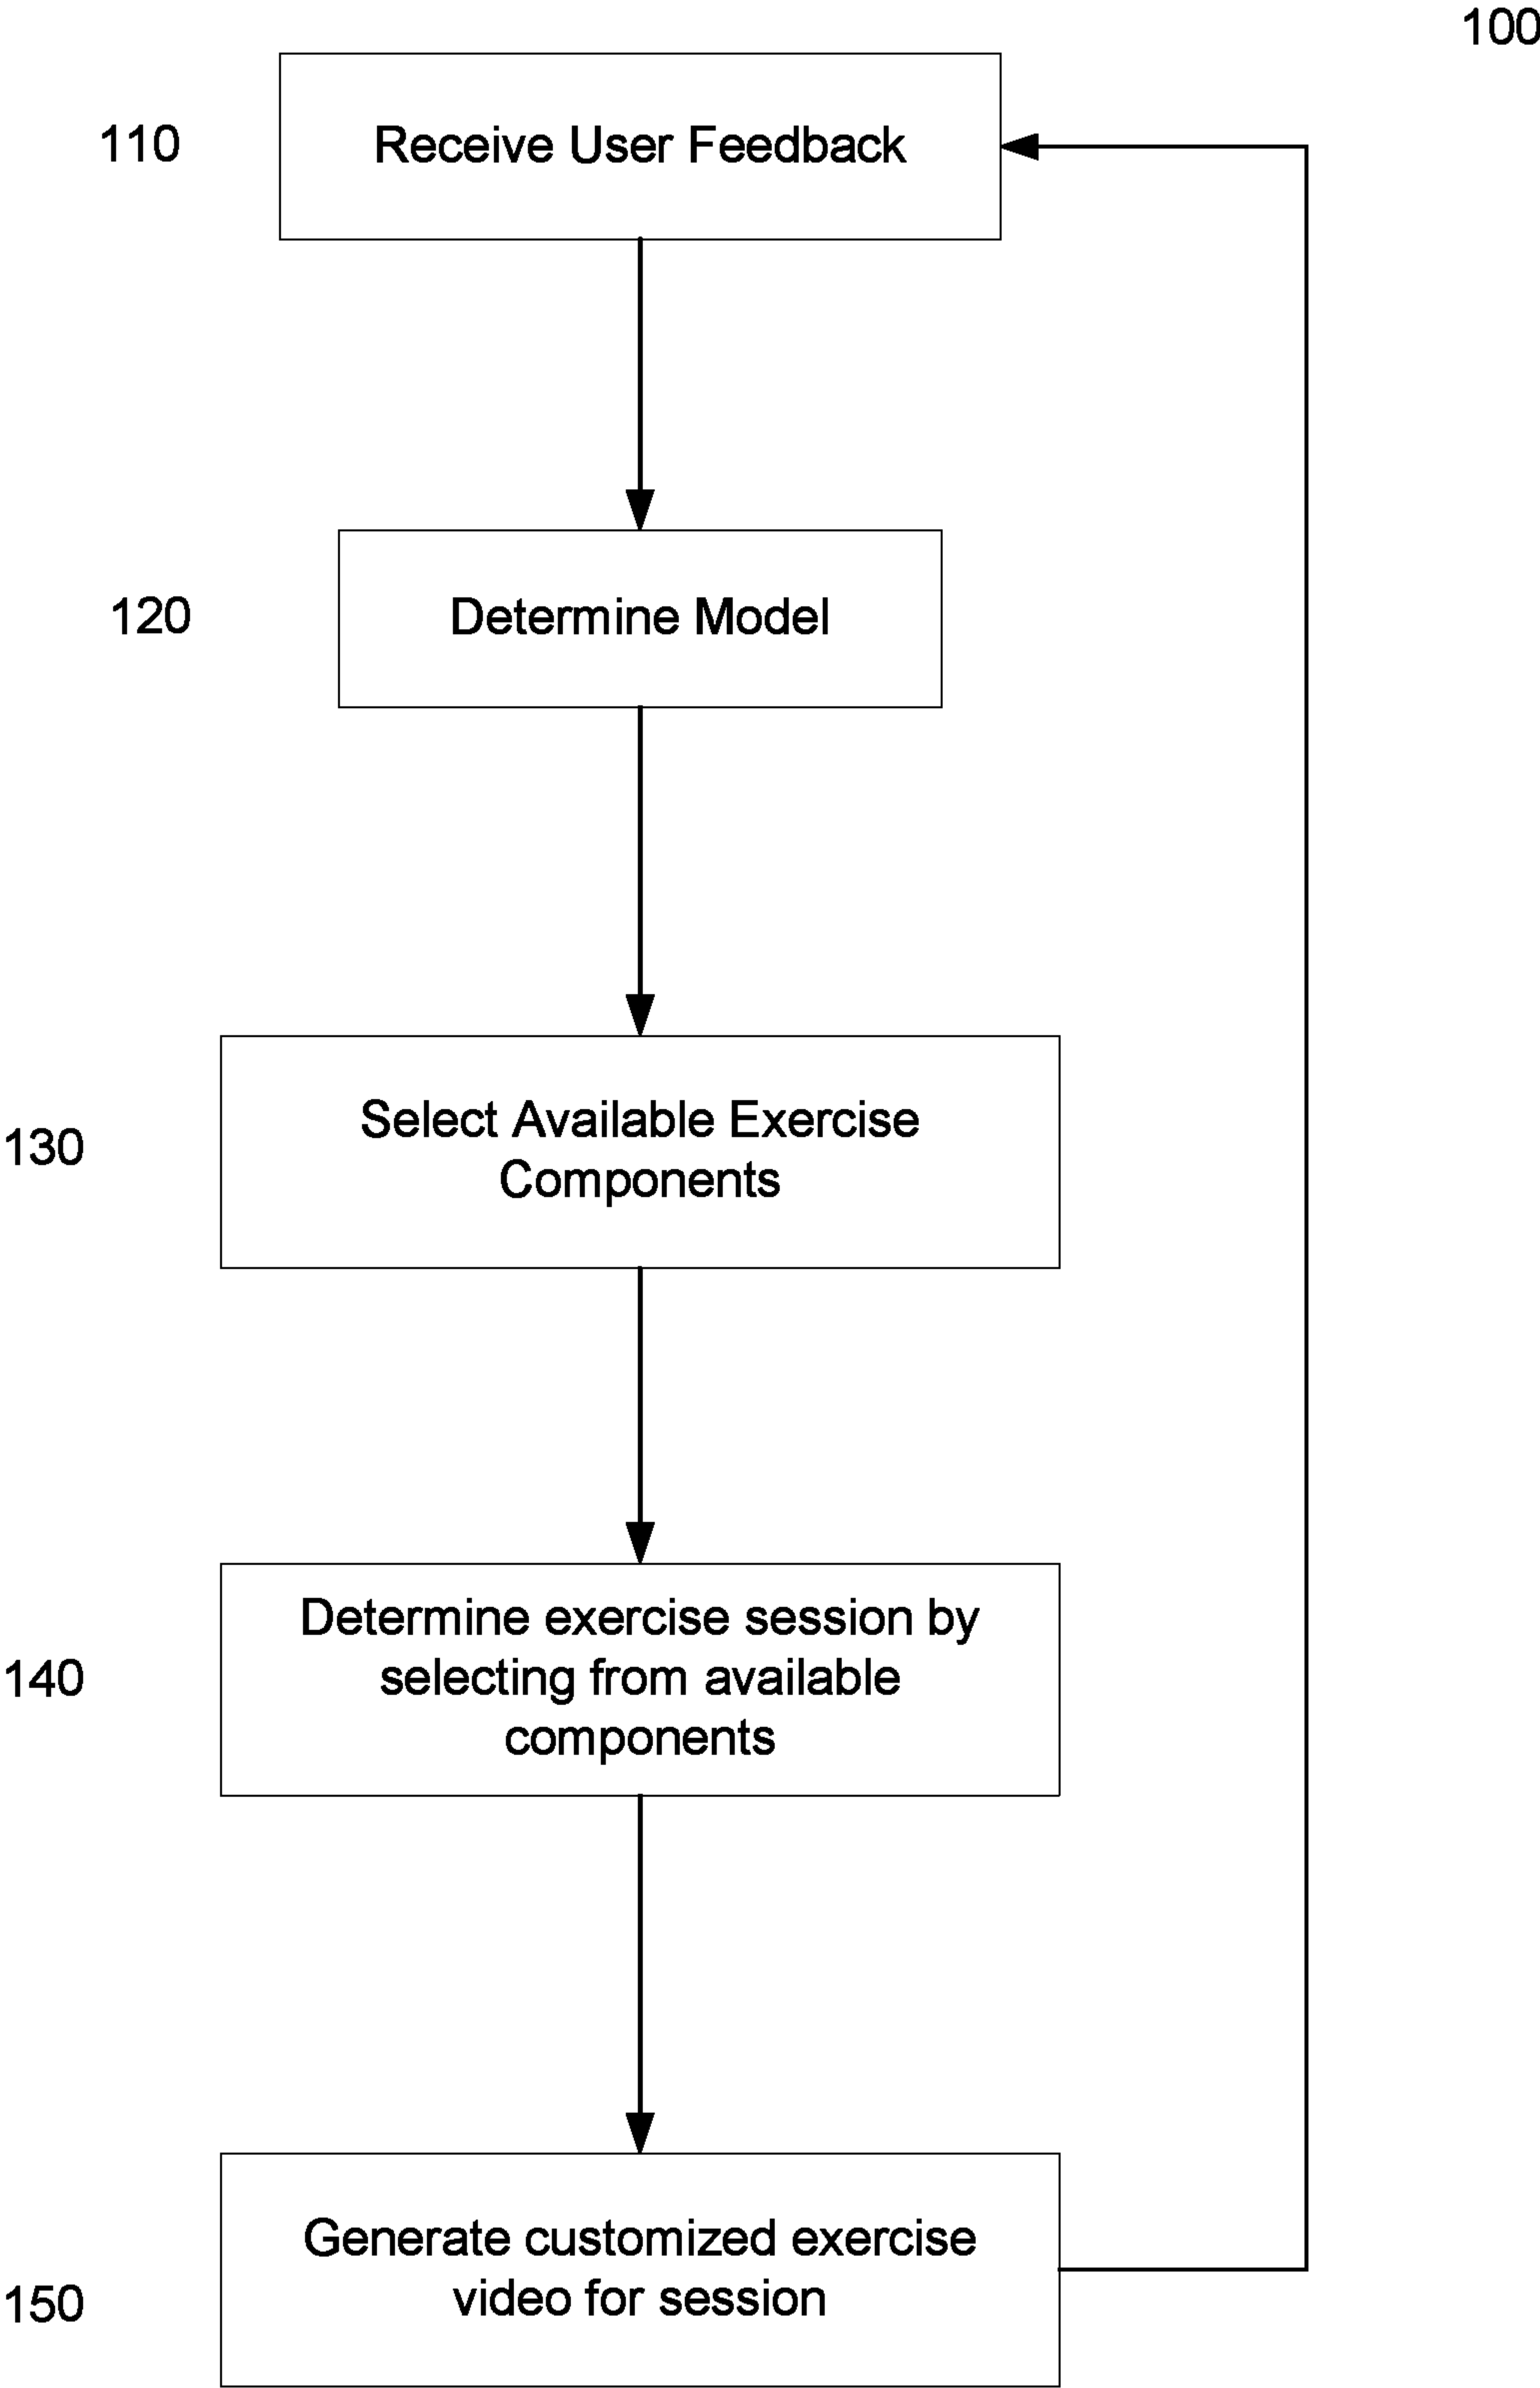 100
110
Receive User Feedback
120
Determine Model
130
Select Available Exercise
Components
140
Determine exercise session by
selecting from available
components
150
Generate customized exercise
video for session